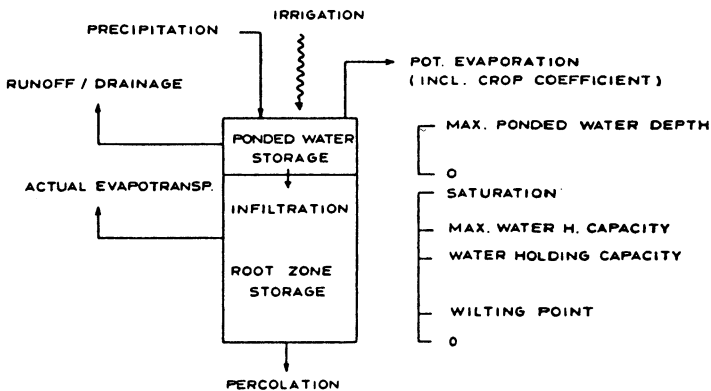 IRRIGATION
PRECIPITATION
POT. EVAPORATION
(INCL. CROP COEFFICIENT)
RUNOFF / DRAINAGE
PONDED WATER
STORAGE
MAX. PONDED WATER DEPTH
0
ACTUAL EVAPOTRANSP.
INFILTRATION
ROOT ZONE
STORAGE
SATURATION
MAX. WATER H. CAPACITY
WATER HOLDING CAPACITY
WILTING POINT
0
PERCOLATION